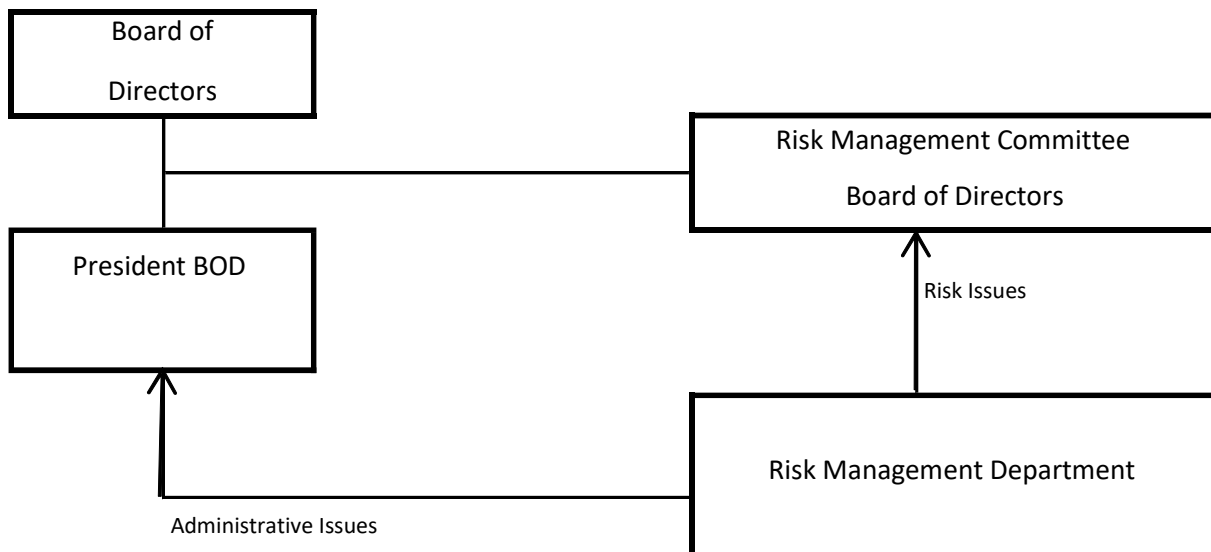 Board of
Directors
Risk Management Committee
Board of Directors
President BOD
Risk Issues
Risk Management Department
Administrative Issues